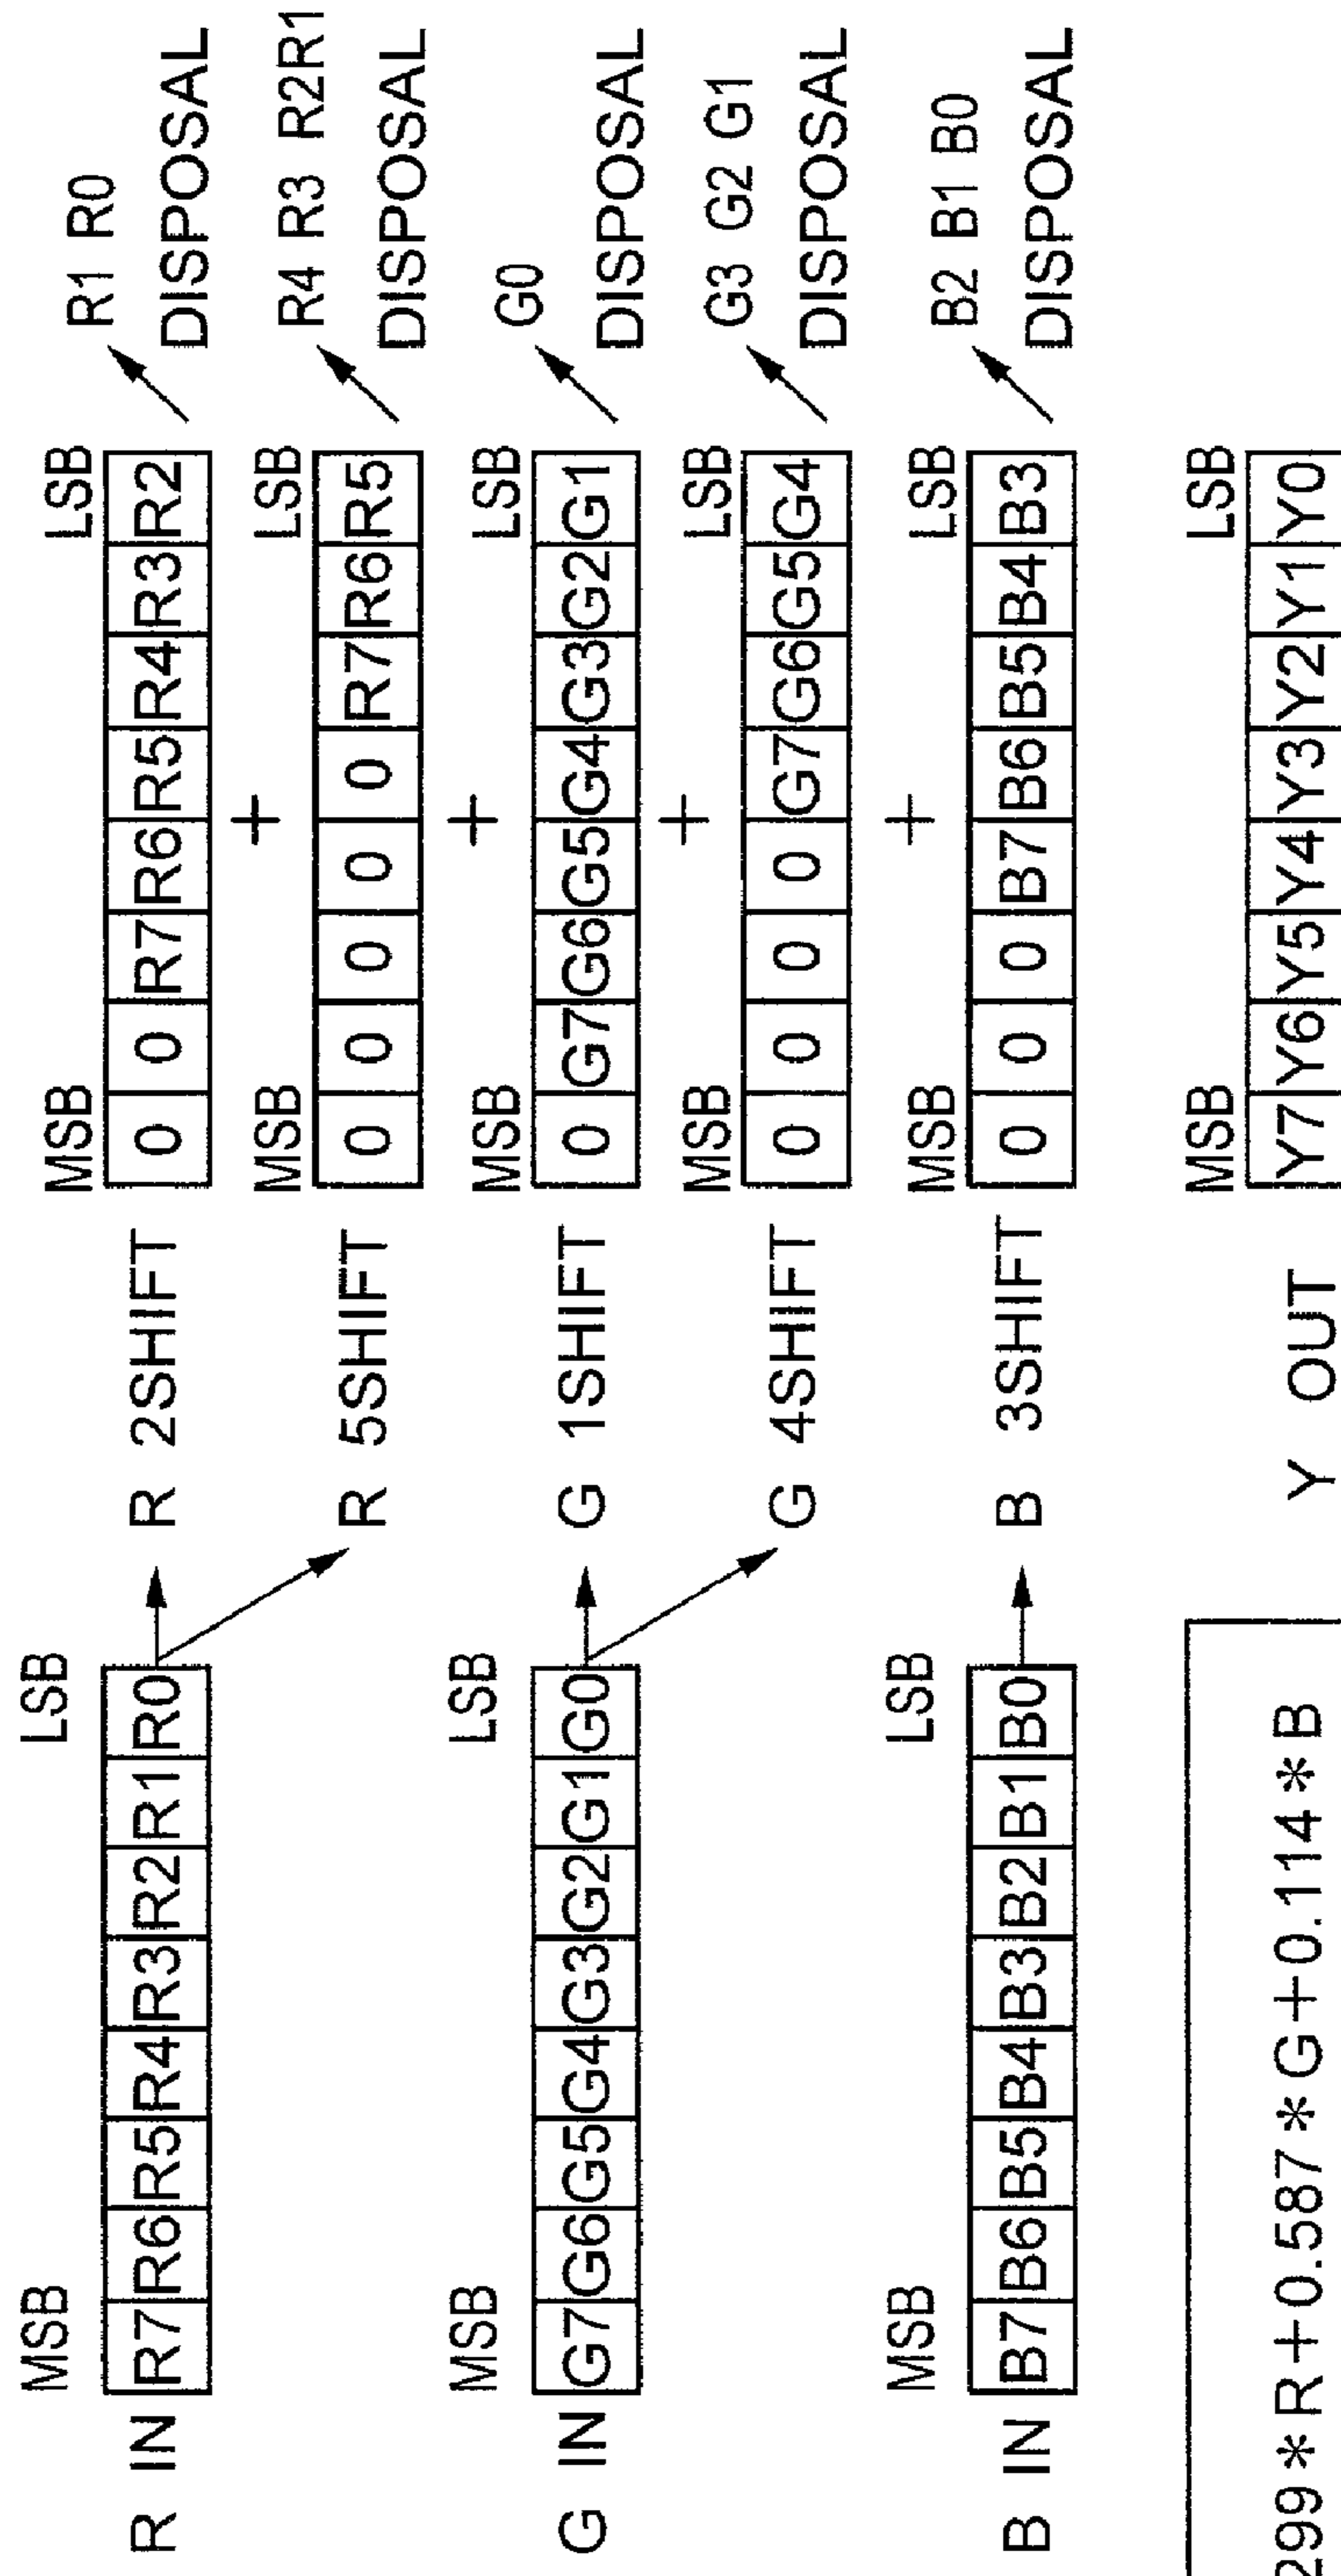 MSB LSB
R IN R7 R6 R5 R4 R3 R2 R1 R0
R 2SHIFT
MSB LSB
0 0 R7 R6 R5 R4 R3 R2
R1 R0
DISPOSAL
+
R 5SHIFT
MSB LSB
0 0 0 0 0 R7 R6 R5
R4 R3 R2R1
DISPOSAL
+
MSB LSB
G IN G7 G6 G5 G4 G3 G2 G1 G0
G 1SHIFT
MSB LSB
0 G7 G6 G5 G4 G3 G2 G1
G0
DISPOSAL
+
G 4SHIFT
MSB LSB
0 0 0 0 G7 G6 G5 G4
G3 G2 G1
DISPOSAL
+
MSB LSB
B IN B7 B6 B5 B4 B3 B2 B1 B0
B 3SHIFT
MSB LSB
0 0 0 B7 B6 B5 B4 B3
B2 B1 B0
DISPOSAL
MSB LSB
Y OUT Y7 Y6 Y5 Y4 Y3 Y2 Y1 Y0
299*R+0.587*G+0.114*B